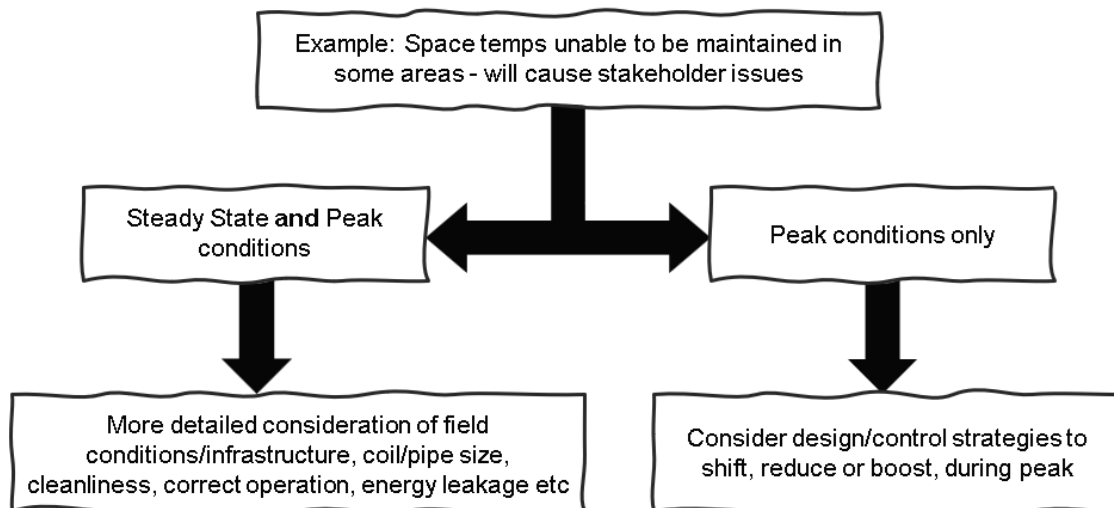 Example:  Space temps unable to be maintained in
some areas - will cause stakeholder issues
Steady State and Peak
conditions
Peak conditions only
More detailed consideration of field
conditions/infrastructure, coil/pipe size,
cleanliness, correct operation, energy leakage etc
Consider design/control strategies to
shift, reduce or boost, during peak